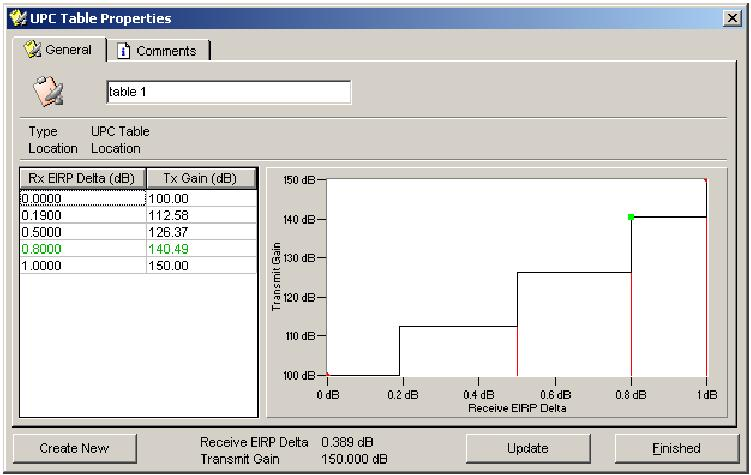 UPC Table Properties
General Comments
table 1
Type UPC Table
Location Location
Rx EIRP Delta (dB) Tx Gain (dB)
0.0000 100.00
0.1900 112.58
0.5000 126.37
0.8000 140.49
1.0000 150.00
150 dB
140 dB
130 dB
120 dB
110 dB
100 dB
Transmit Gain
0 dB 0.2 dB 0.4 dB 0.6 dB 0.8 dB 1 dB
Receive EIRP Delta
Create New
Receive EIRP Delta 0.389 dB
Transmit Gain 150.000 dB
Update
Finished